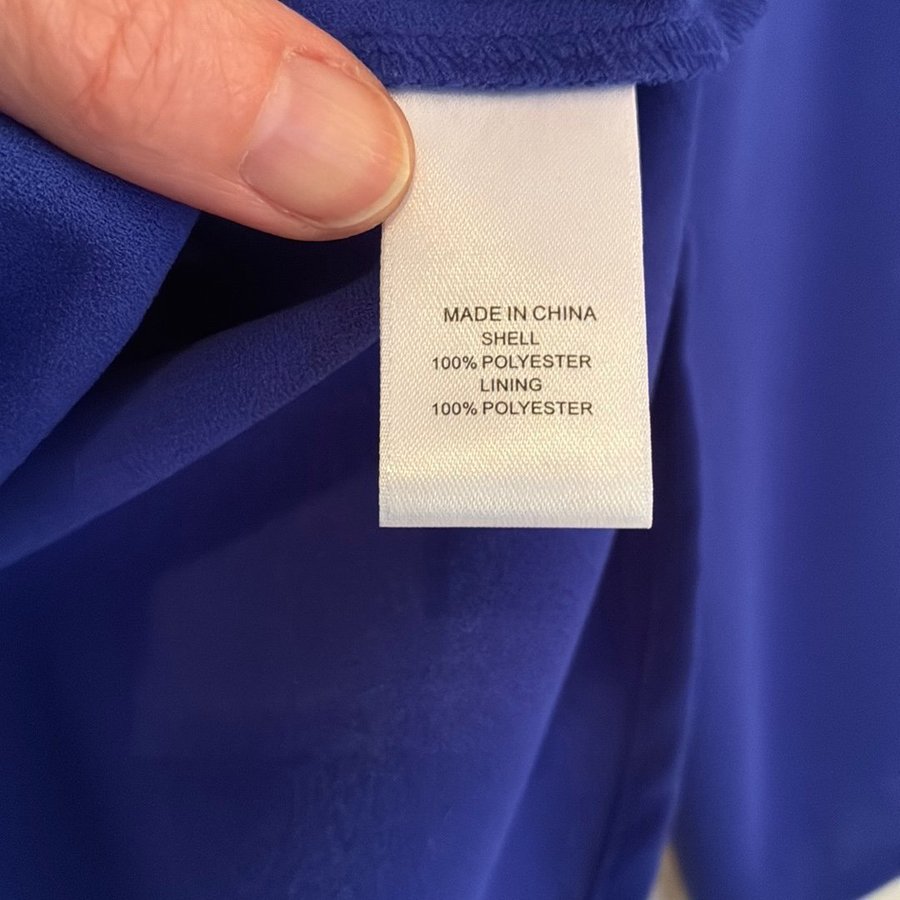 MADE IN CHINA
SHELL
100% POLYESTER
LINING
100% POLYESTER